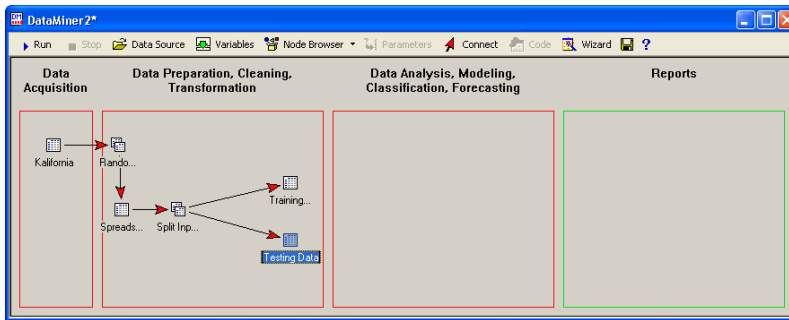 DataMiner2*
Run Stop Data Source Variables Node Browser Parameters Connect Code Wizard ?
Data Acquisition
Data Preparation, Cleaning, Transformation
Data Analysis, Modeling, Classification, Forecasting
Reports
Kalifornia
Rando...
Spreads...
Split Inp...
Training...
Testing Data